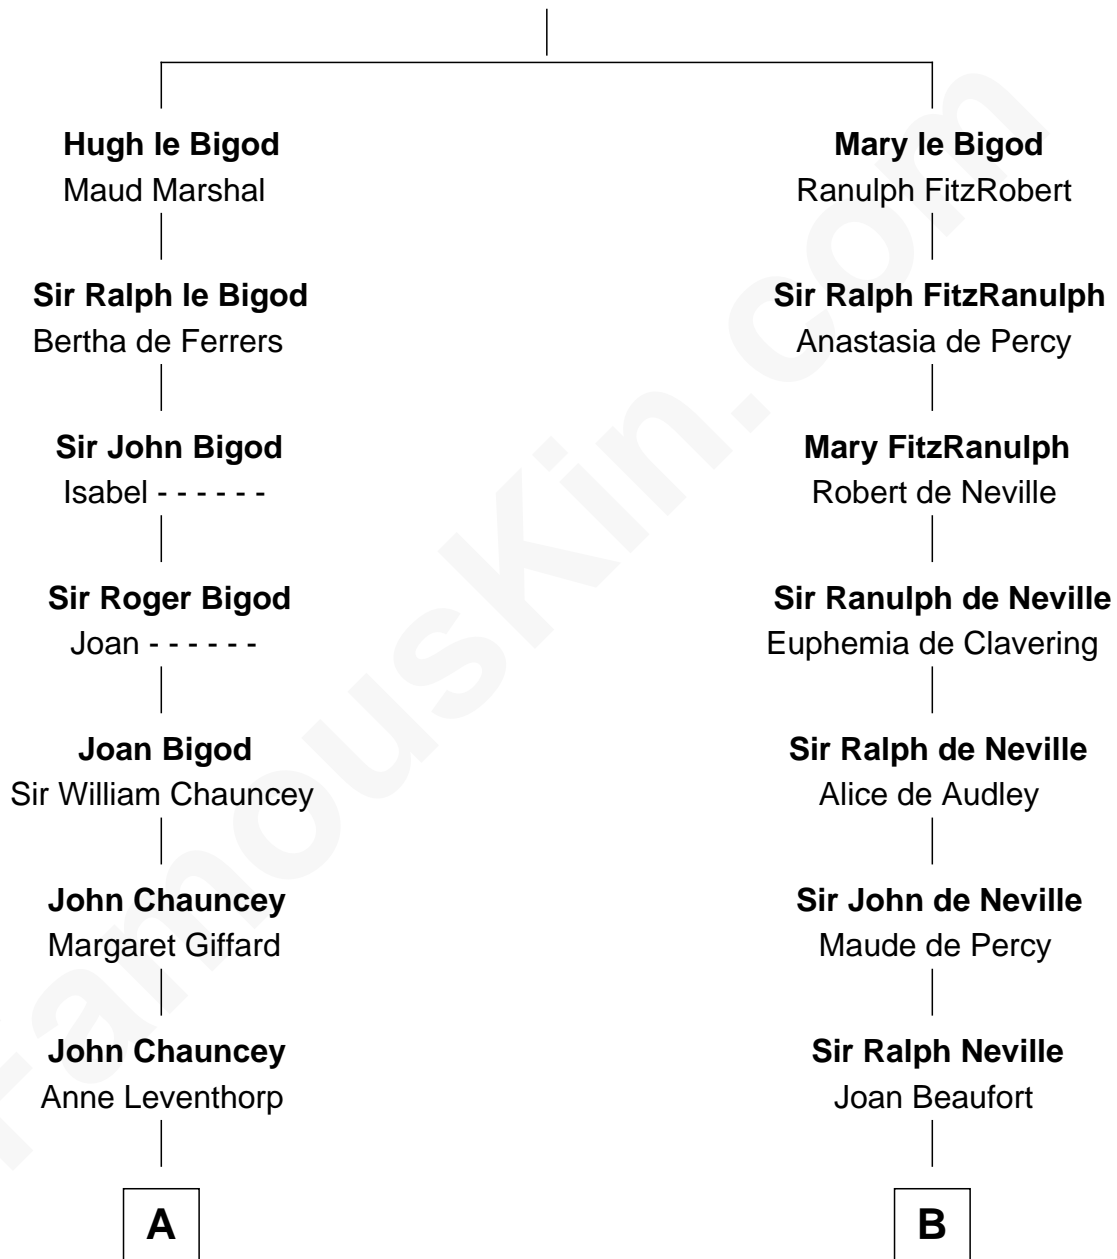 Hugh le Bigod
Maud Marshal
Mary le Bigod
Ranulph FitzRobert
Sir Ralph le Bigod
Bertha de Ferrers
Sir Ralph FitzRanulph
Anastasia de Percy
Sir John Bigod
Isabel - - - - - -
Mary FitzRanulph
Robert de Neville
Sir Roger Bigod
Joan - - - - - -
Sir Ranulph de Neville
Euphemia de Clavering
Joan Bigod
Sir William Chauncey
Sir Ralph de Neville
Alice de Audley
John Chauncey
Margaret Giffard
Sir John de Neville
Maude de Percy
John Chauncey
Anne Leventhorp
Sir Ralph Neville
Joan Beaufort
A
B
FamousKin.com